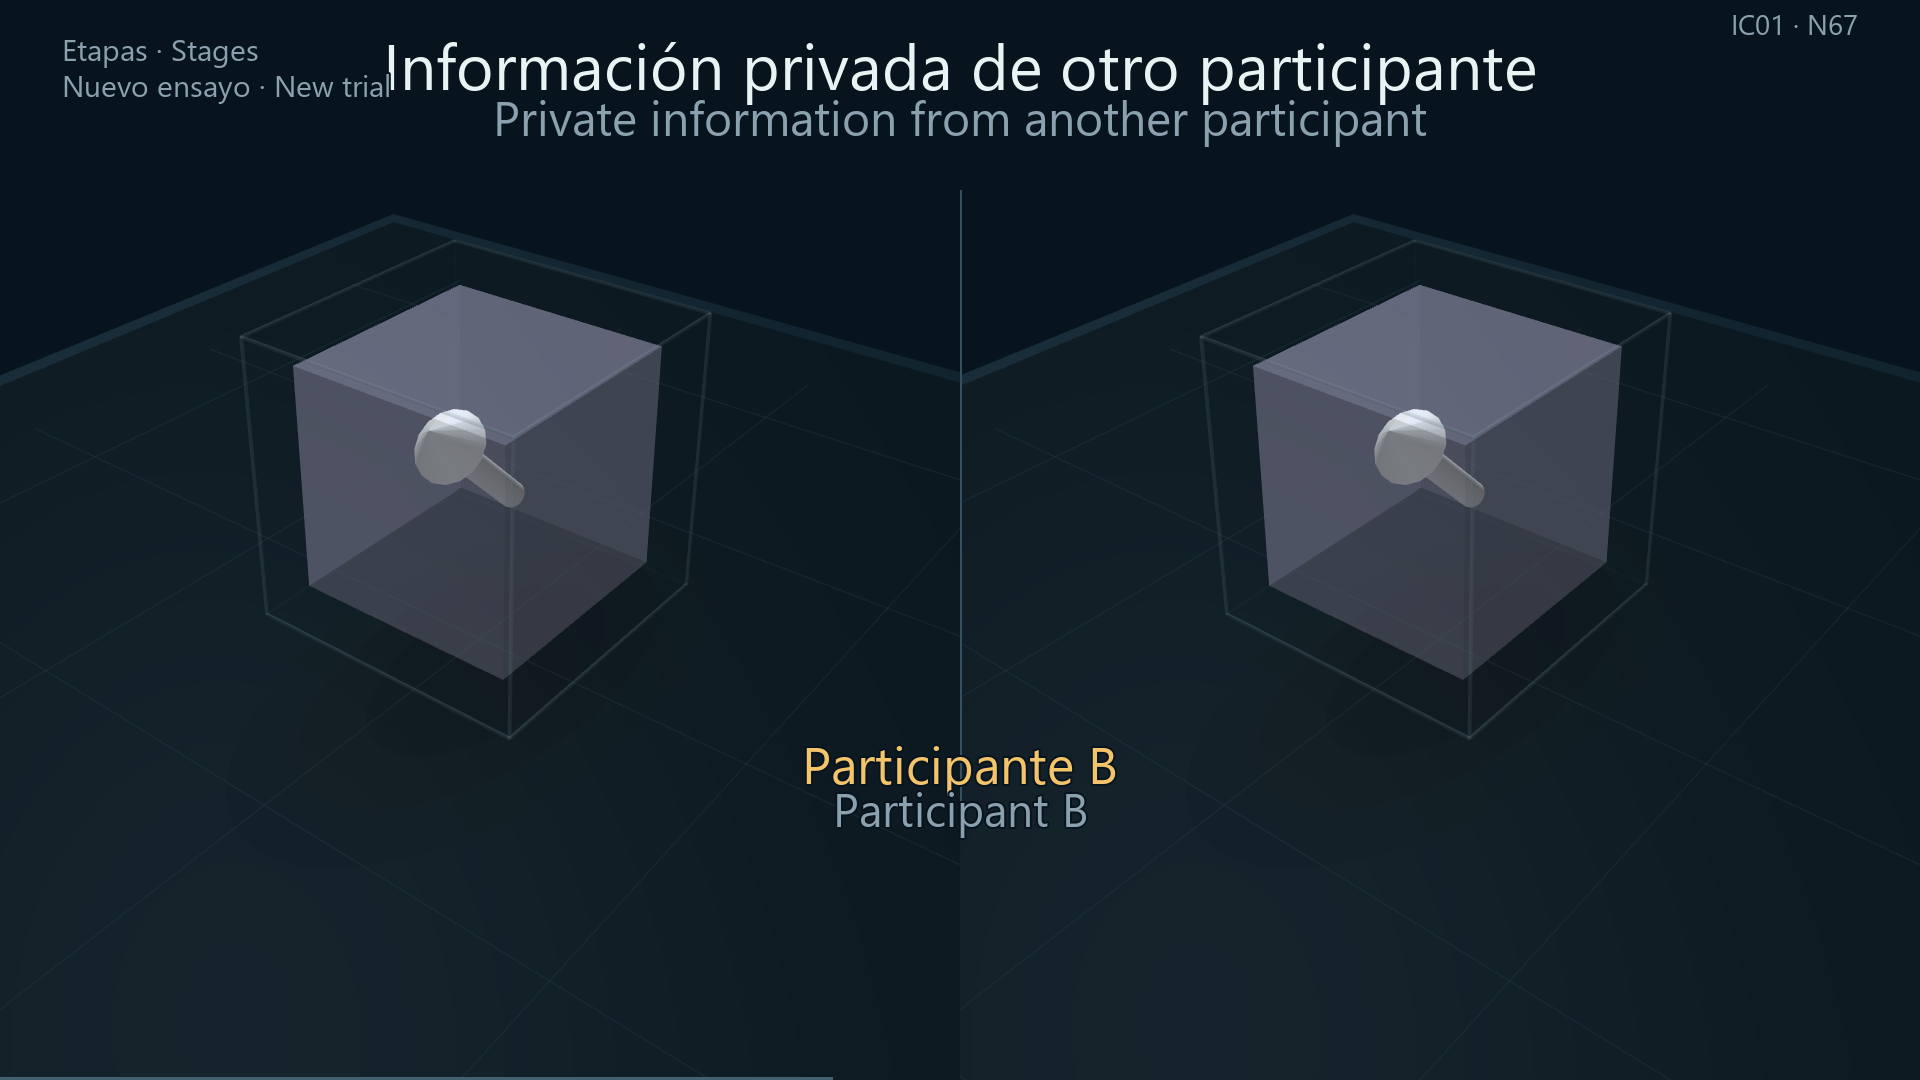 IC01 · N67
Etapas · Stages
Nuevo ensayo · New trial
Información privada de otro participante
Private information from another participant
Participante B
Participant B